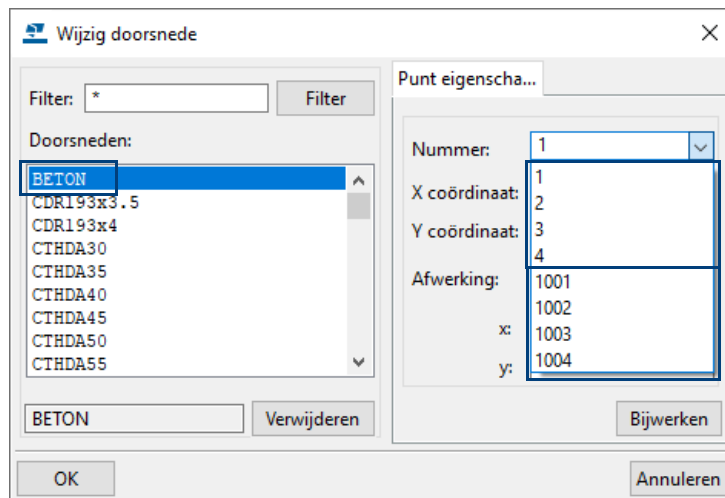 Wijzig doorsnede
Filter: * Filter
Doorsneden:
BETON
CDR193x3.5
CDR193x4
CTHDA30
CTHDA35
CTHDA40
CTHDA45
CTHDA50
CTHDA55
BETON Verwijderen
Punt eigenscha...
Nummer: 1
X coördinaat:
Y coördinaat:
Afwerking:
x:
y:
1
2
3
4
1001
1002
1003
1004
Bijwerken
OK Annuleren